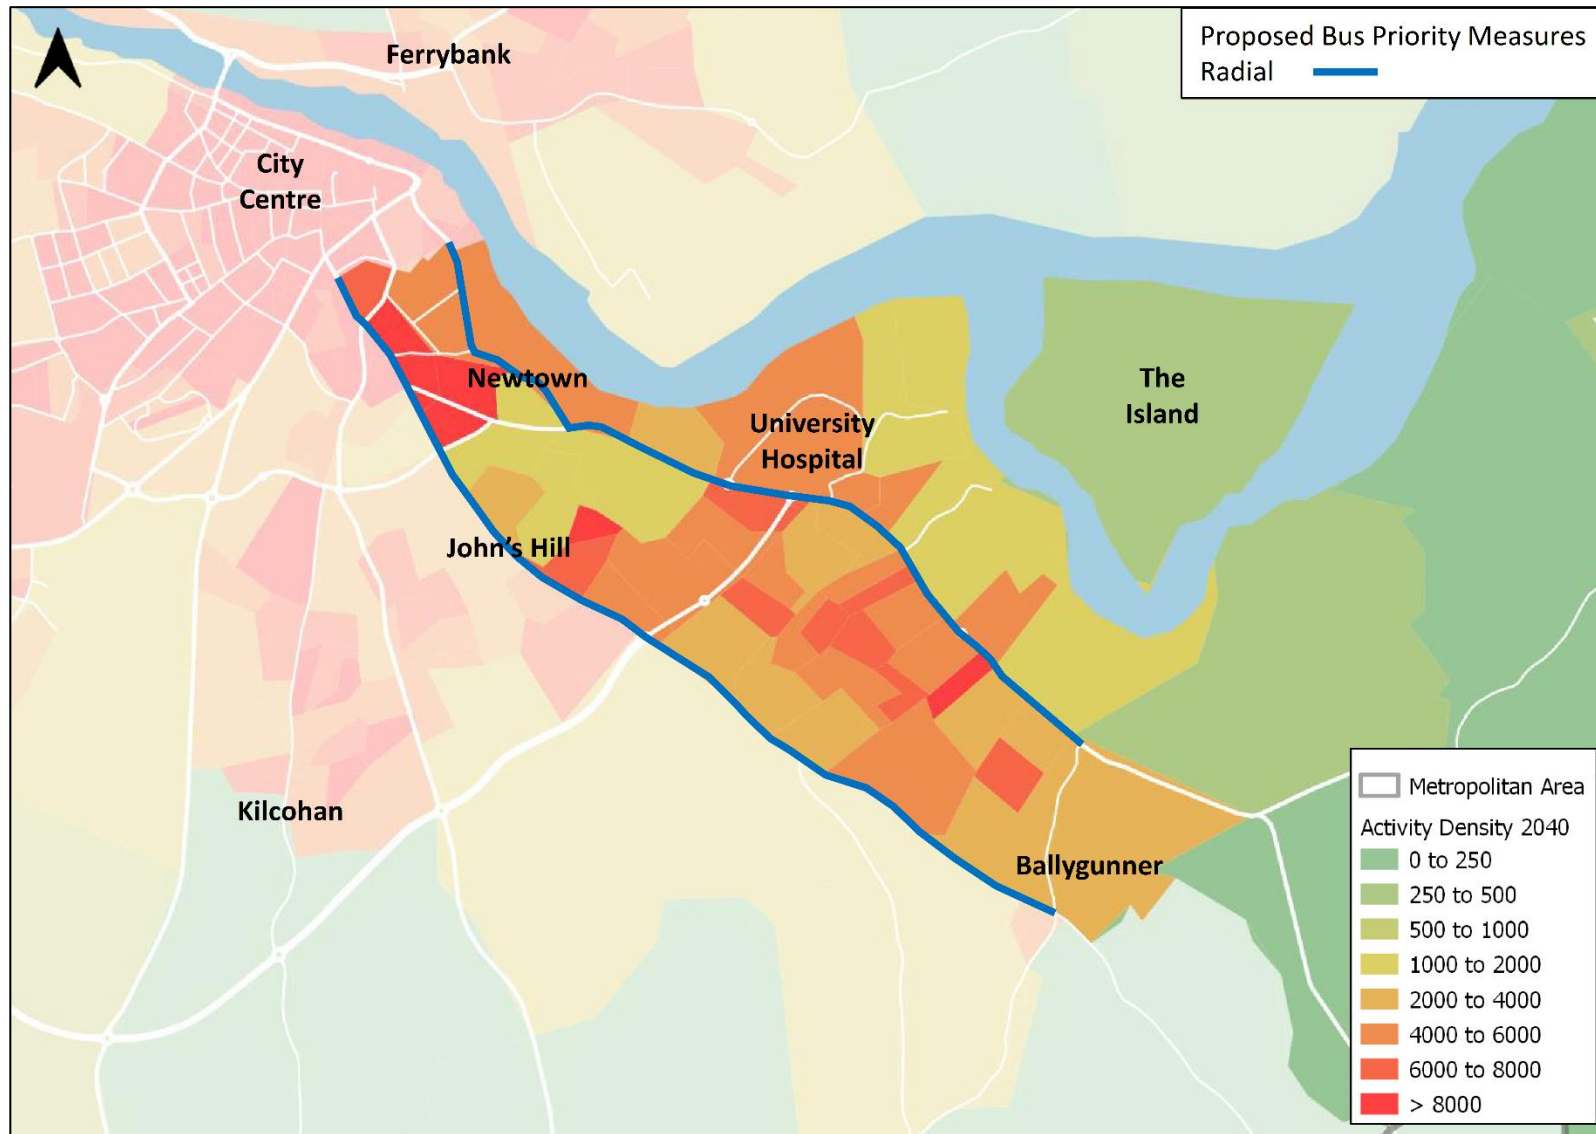 Proposed Bus Priority Measures
Radial
Ferrybank
City
Centre
Newtown
University
Hospital
The
Island
John's Hill
Kilcohan
Ballygunner
Metropolitan Area
Activity Density 2040
0 to 250
250 to 500
500 to 1000
1000 to 2000
2000 to 4000
4000 to 6000
6000 to 8000
> 8000